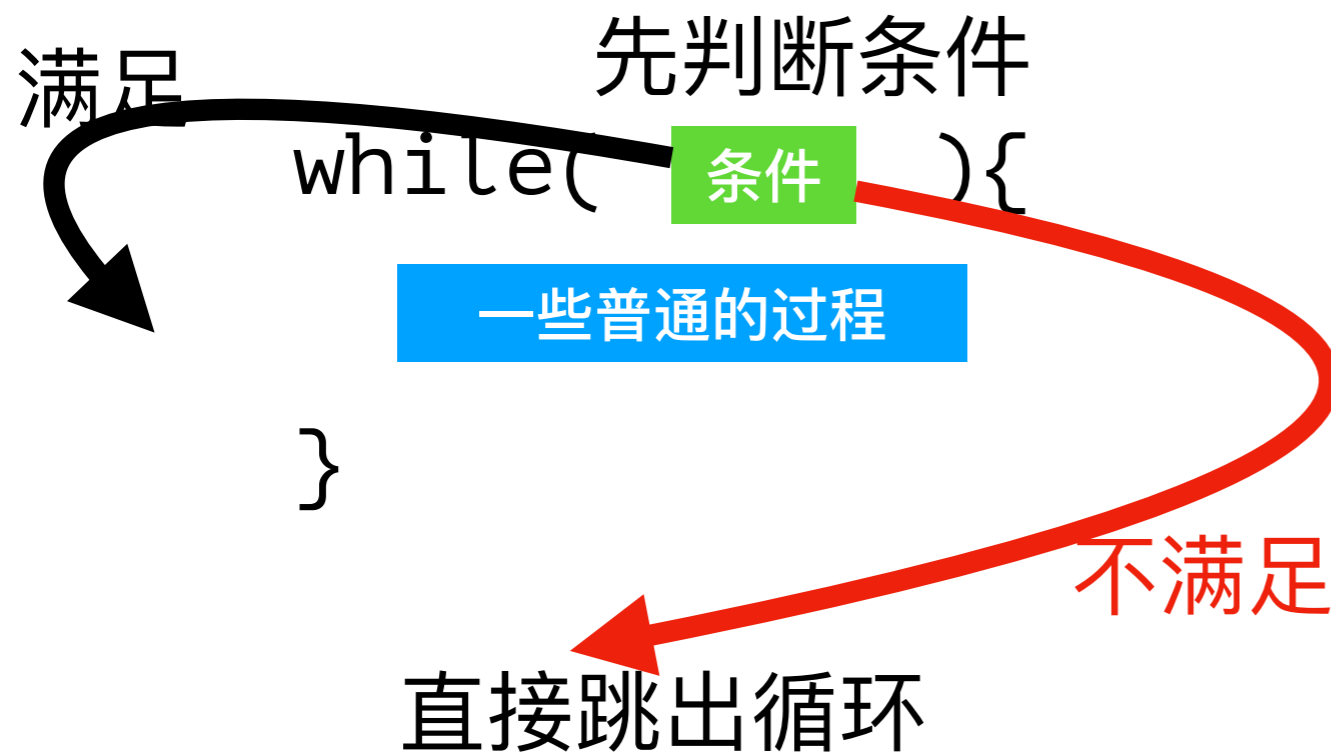 先判断条件
满足
while( 条件 ){
一些普通的过程
}
不满足
直接跳出循环